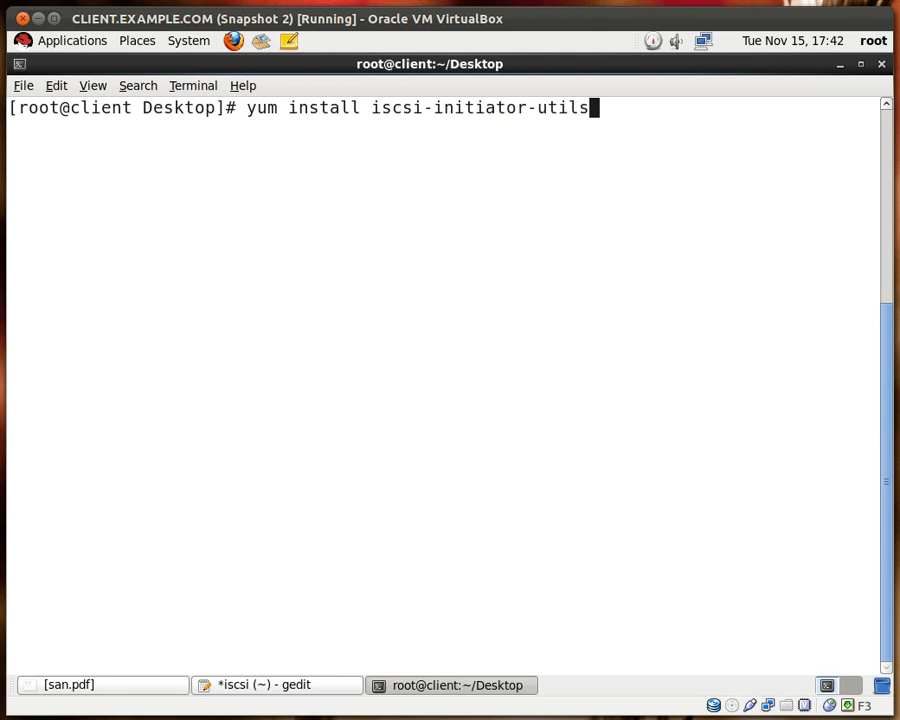 CLIENT.EXAMPLE.COM (Snapshot 2) [Running] - Oracle VM VirtualBox
Applications Places System Tue Nov 15, 17:42 root
root@client:~/Desktop
File Edit View Search Terminal Help
[root@client Desktop]# yum install iscsi-initiator-utils
[san.pdf] *iscsi (~) - gedit root@client:~/Desktop
F3